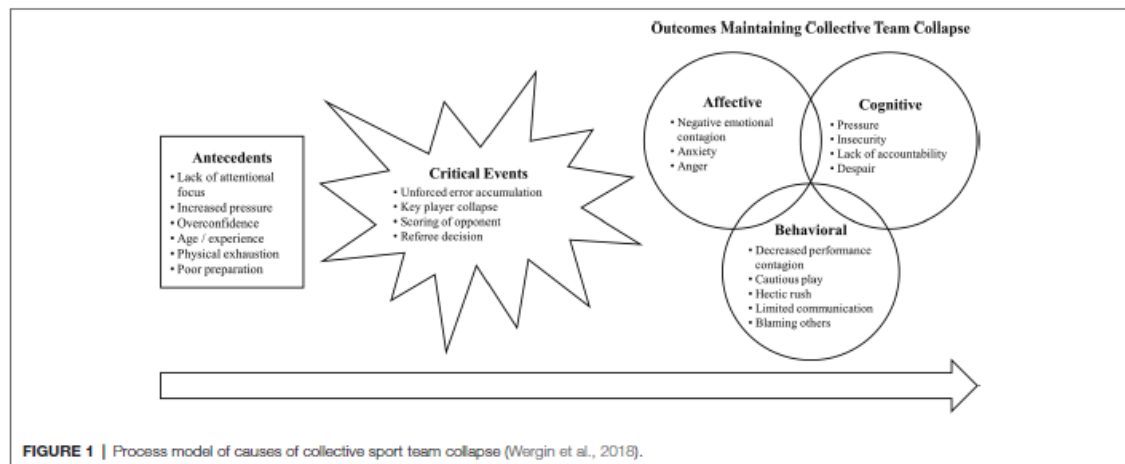 Outcomes Maintaining Collective Team Collapse
Antecedents
• Lack of attentional
focus
• Increased pressure
• Overconfidence
• Age / experience
• Physical exhaustion
• Poor preparation
Critical Events
• Unforced error accumulation
• Key player collapse
• Scoring of opponent
• Referee decision
Affective
• Negative emotional
contagion
• Anxiety
• Anger
Cognitive
• Pressure
• Insecurity
• Lack of accountability
• Despair
Behavioral
• Decreased performance
contagion
• Cautious play
• Hectic rush
• Limited communication
• Blaming others
FIGURE 1 | Process model of causes of collective sport team collapse (Wergin et al., 2018).